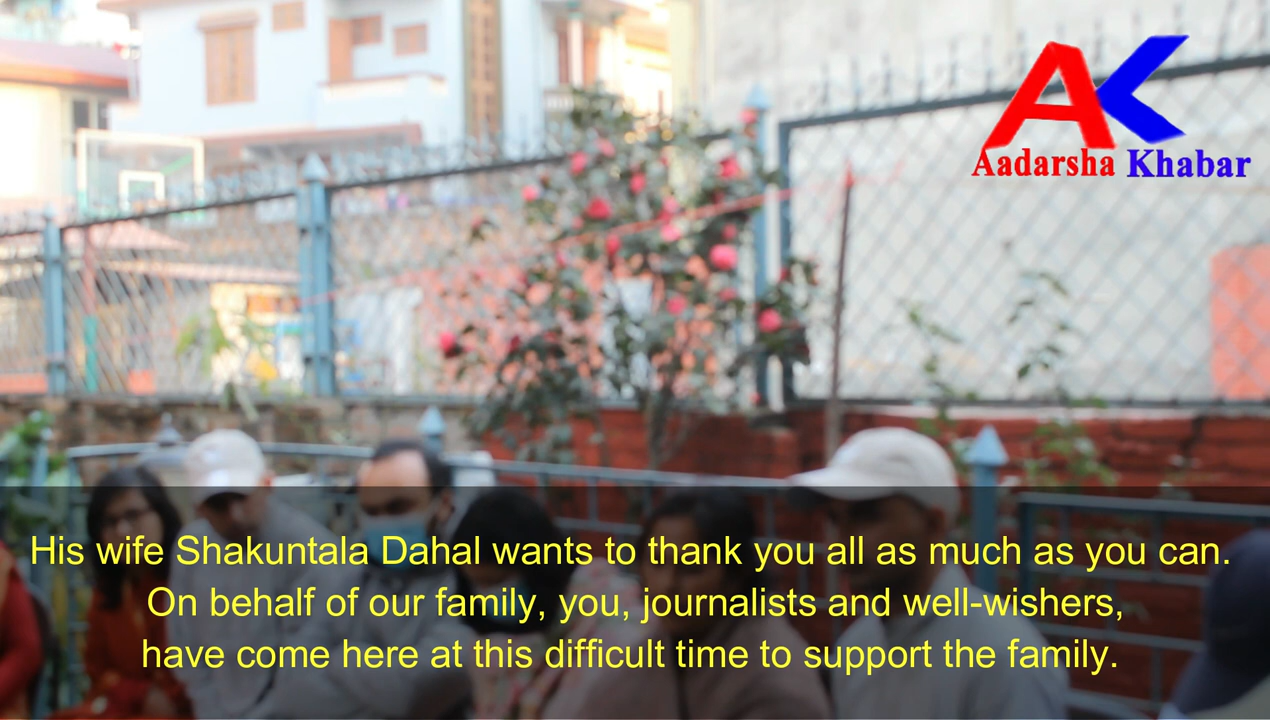 AK
Aadarsha Khabar
His wife Shakuntala Dahal wants to thank you all as much as you can.
On behalf of our family, you, journalists and well-wishers,
have come here at this difficult time to support the family.